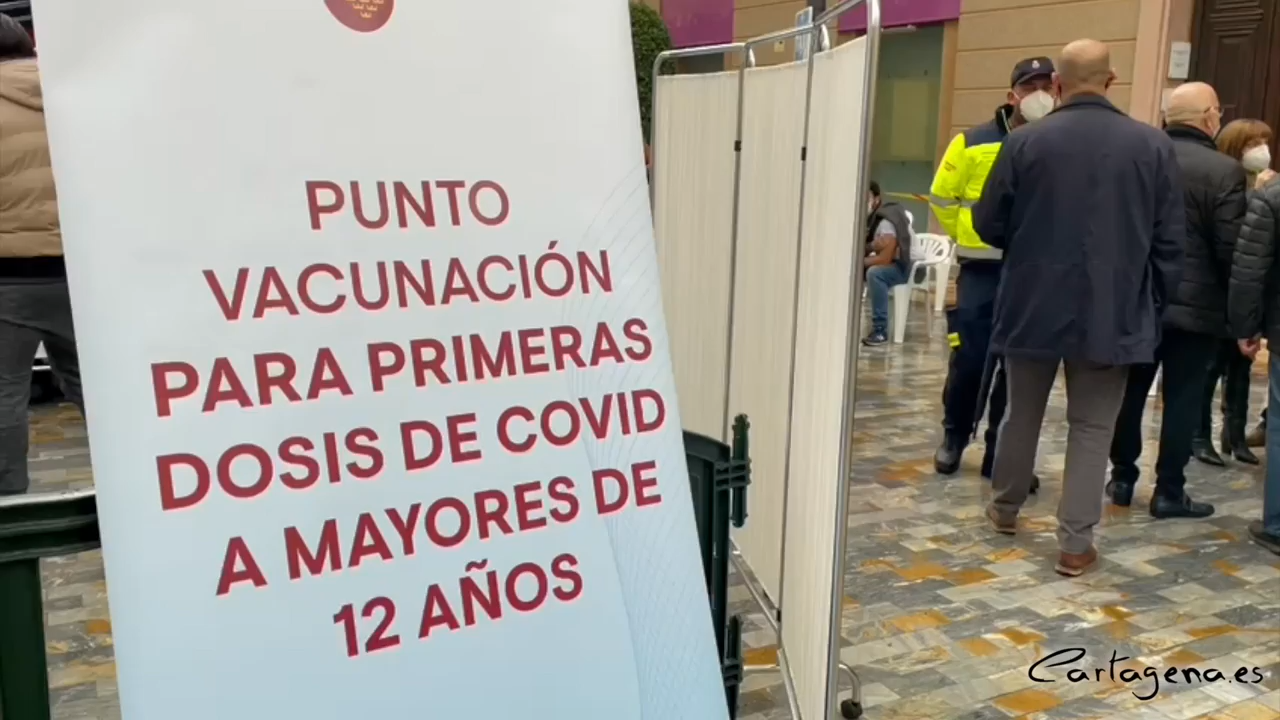 PUNTO
VACUNACIÓN
PARA PRIMERAS
DOSIS DE COVID
A MAYORES DE
12 AÑOS
Cartagena.es